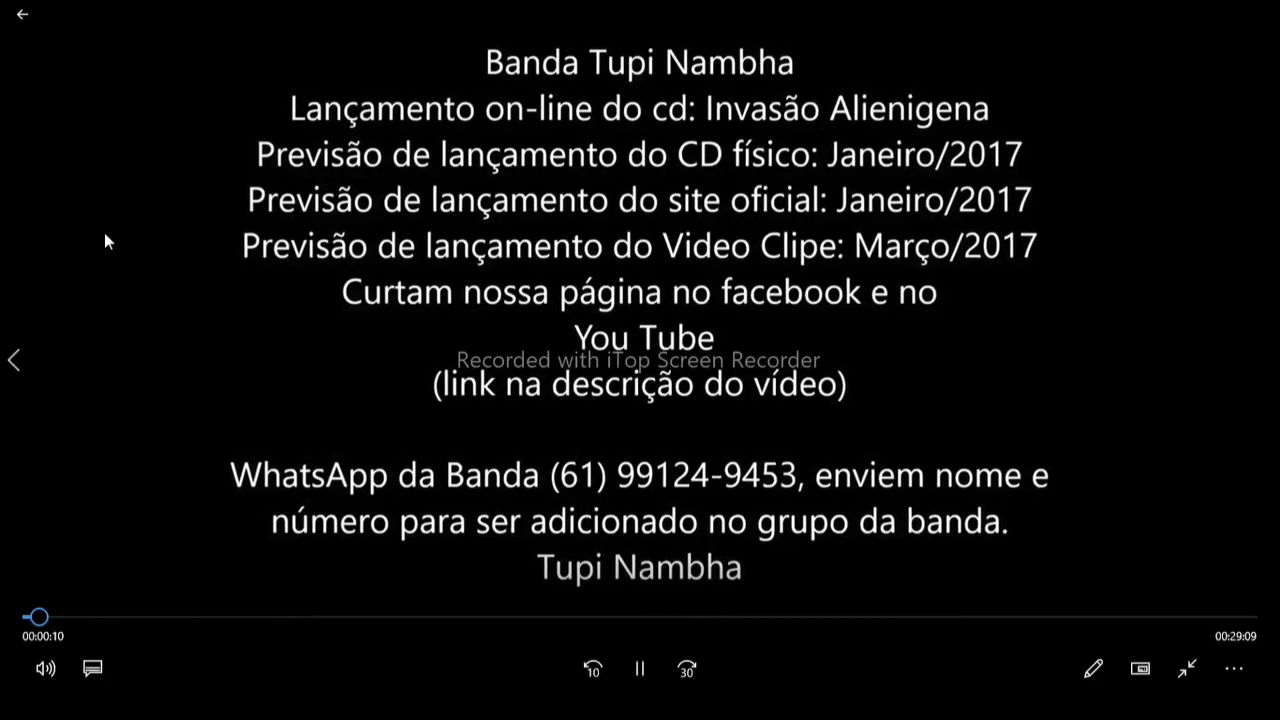 Banda Tupi Nambha
Lançamento on-line do cd: Invasão Alienigena
Previsão de lançamento do CD físico: Janeiro/2017
Previsão de lançamento do site oficial: Janeiro/2017
Previsão de lançamento do Video Clipe: Março/2017
Curtam nossa página no facebook e no
You Tube
Recorded with iTop Screen Recorder
(link na descrição do vídeo)
WhatsApp da Banda (61) 99124-9453, enviem nome e
número para ser adicionado no grupo da banda.
Tupi Nambha
00:00:10
00:29:09
10
30